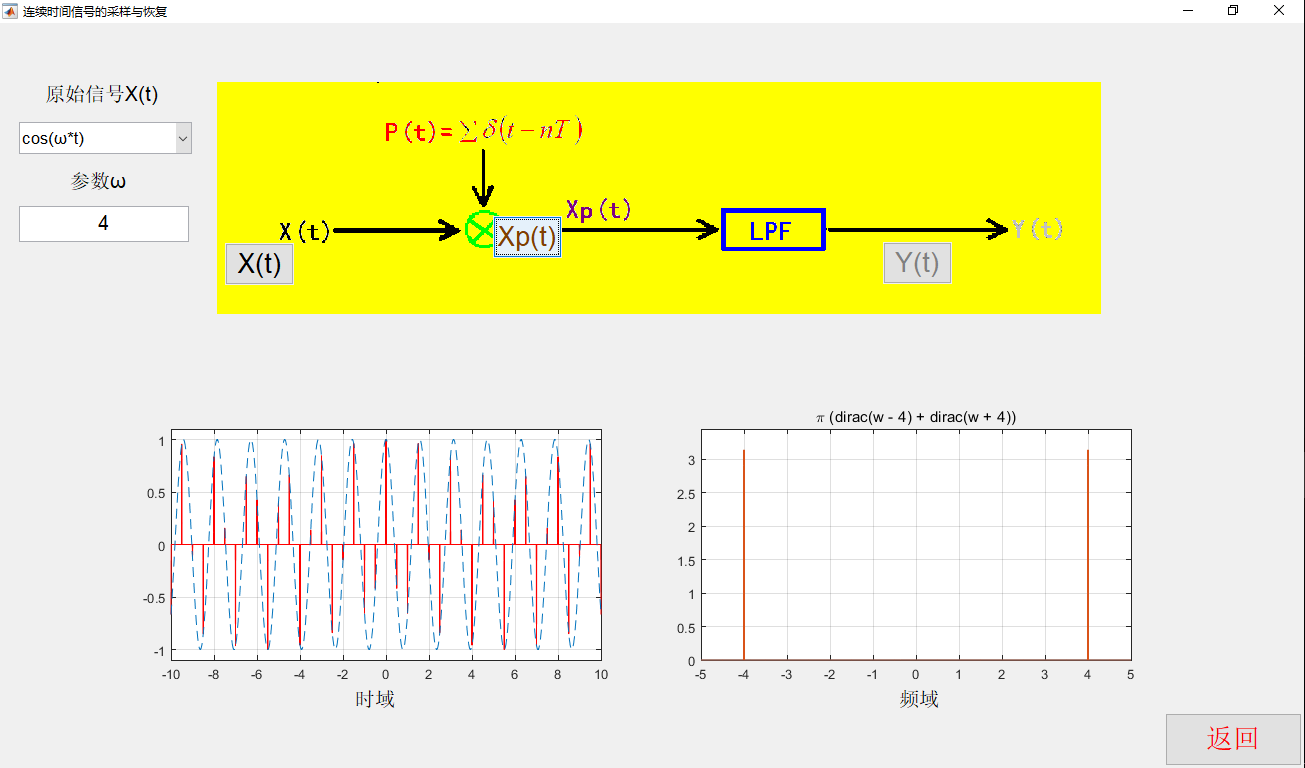 连续时间信号的采样与恢复
原始信号X(t)
cos(ω*t)
参数ω
4
P(t)=∑δ(t−nT)
X(t)
Xp(t)
LPF
Y(t)
X(t)
Xp(t)
Y(t)
1
0.5
0
-0.5
-1
-10 -8 -6 -4 -2 0 2 4 6 8 10
时域
π (dirac(w - 4) + dirac(w + 4))
3
2.5
2
1.5
1
0.5
0
-5 -4 -3 -2 -1 0 1 2 3 4 5
频域
返回